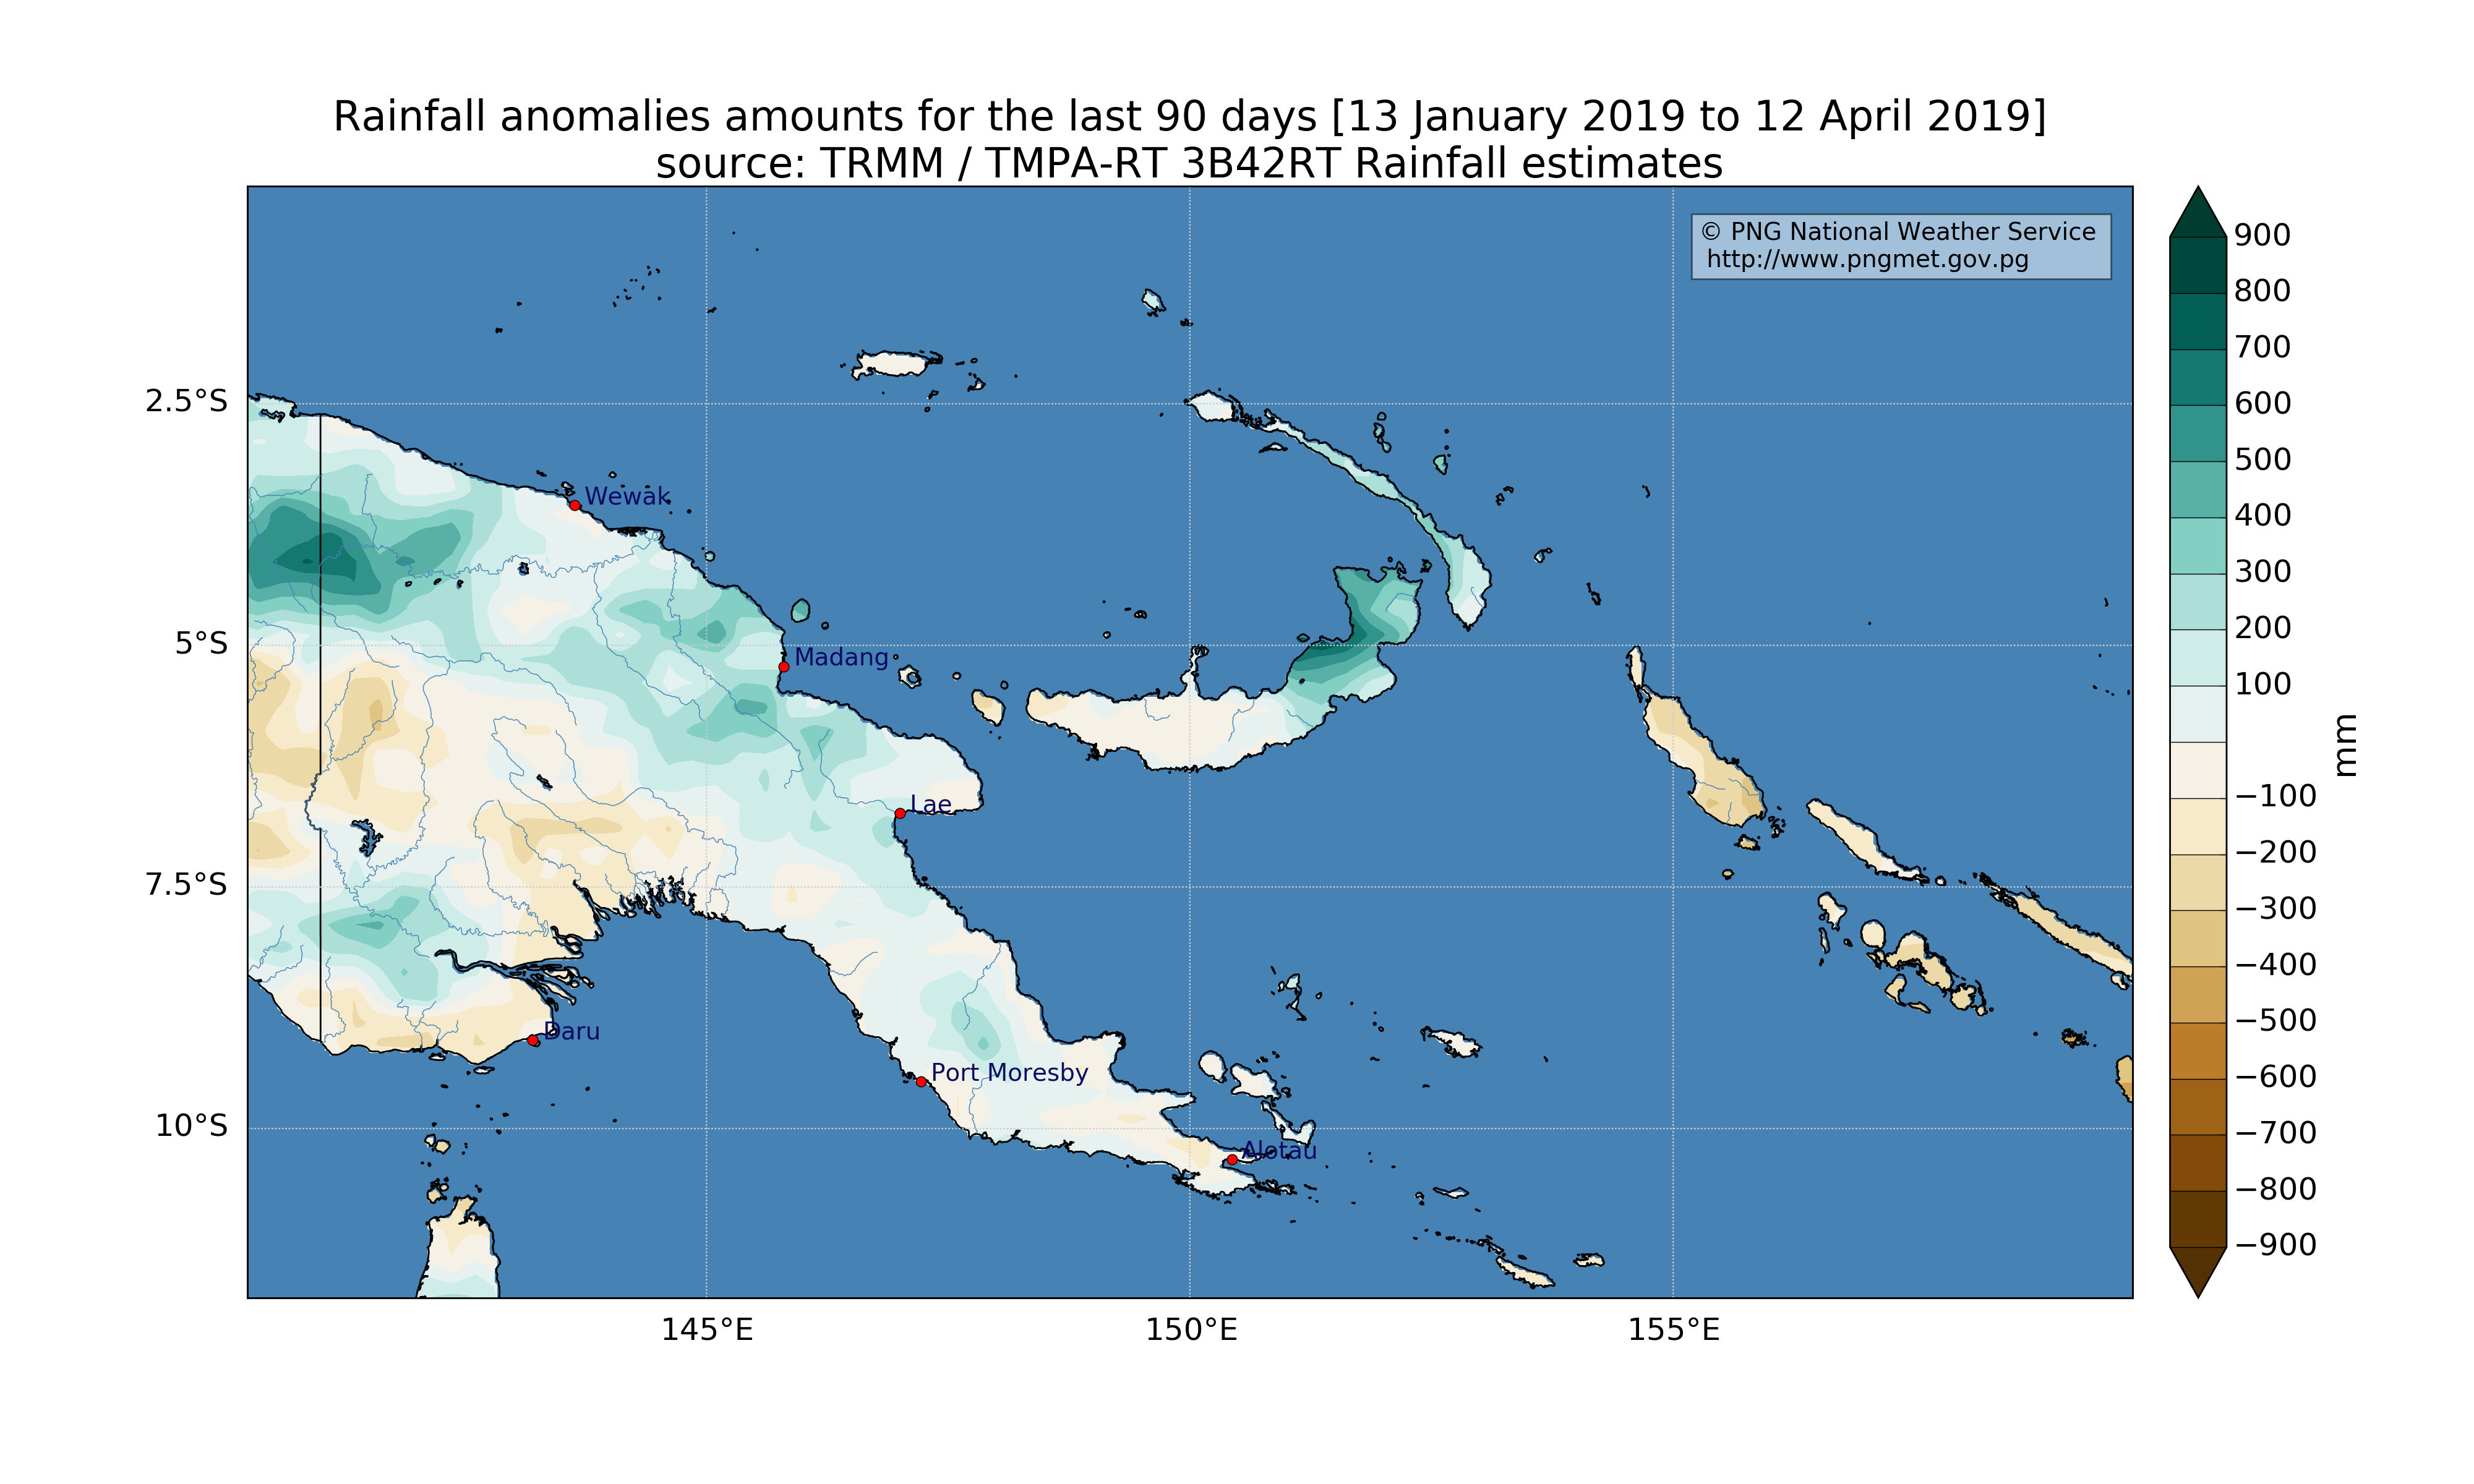 Rainfall anomalies amounts for the last 90 days [13 January 2019 to 12 April 2019]
source: TRMM / TMPA-RT 3B42RT Rainfall estimates
© PNG National Weather Service
http://www.pngmet.gov.pg
2.5°S
5°S
7.5°S
10°S
Wewak
Madang
Lae
Daru
Port Moresby
Alotau
145°E
150°E
155°E
900
800
700
600
500
400
300
200
100
−100
−200
−300
−400
−500
−600
−700
−800
−900
mm